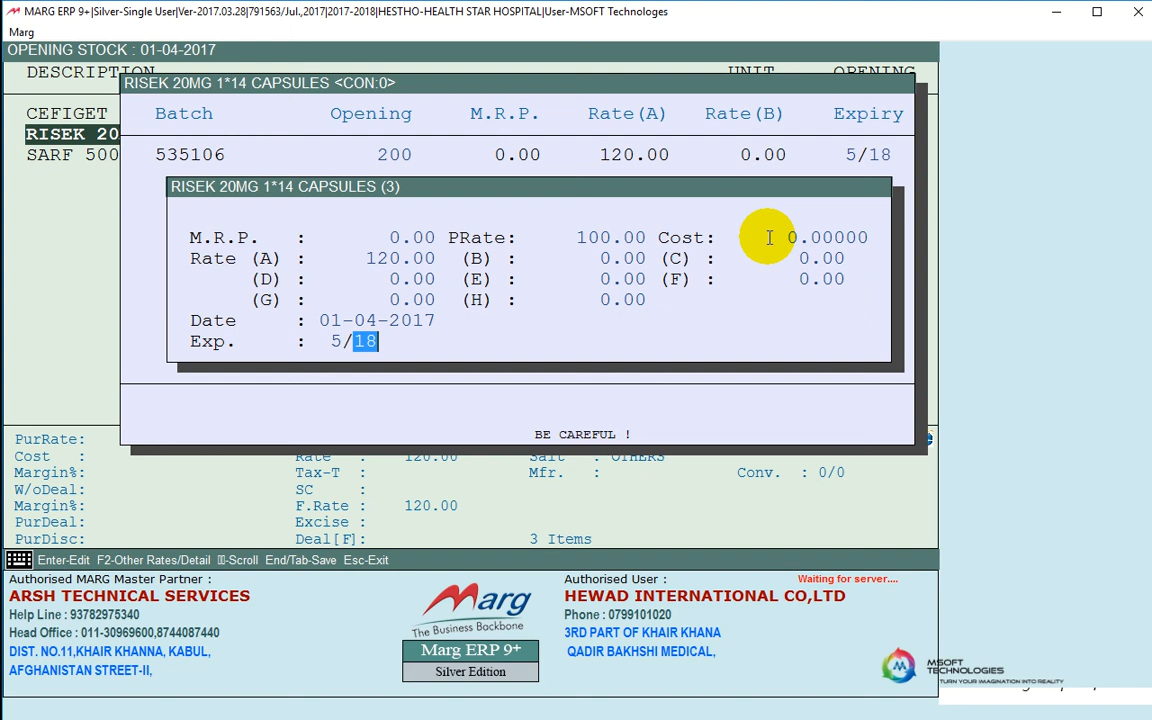 MARG ERP 9+|Silver-Single User|Ver-2017.03.28|791563/Jul.,2017|2017-2018|HESTHO-HEALTH STAR HOSPITAL|User-MSOFT Technologes
Marg
OPENING STOCK : 01-04-2017
DESCRIPTION UNIT OPENING
RISEK 20MG 1*14 CAPSULES <CON:0>
Batch Opening M.R.P. Rate(A) Rate(B) Expiry
CEFIGET
RISEK 20
535106 200 0.00 120.00 0.00 5/18
SARF 500
RISEK 20MG 1*14 CAPSULES (3)
M.R.P. : 0.00 PRate: 100.00 Cost: 0.00000
Rate (A) : 120.00 (B) : 0.00 (C) : 0.00
(D) : 0.00 (E) : 0.00 (F) : 0.00
(G) : 0.00 (H) : 0.00
Date : 01-04-2017
Exp. : 5/18
BE CAREFUL !
PurRate:
Cost : Rate : 120.00 Salt : OTHERS
Margin%: Tax-T : Mfr. : Conv. : 0/0
W/oDeal: SC :
Margin%: F.Rate : 120.00
PurDeal: Excise :
PurDisc: Deal[F]: 3 Items
Enter-Edit F2-Other Rates/Detail -Scroll End/Tab-Save Esc-Exit
Authorised MARG Master Partner :
ARSH TECHNICAL SERVICES
Help Line : 93782975340
Head Office : 011-30969600,8744087440
DIST. NO.11,KHAIR KHANNA, KABUL,
AFGHANISTAN STREET-II,
Marg
The Business Backbone
Marg ERP 9+
Silver Edition
Authorised User : Waiting for server....
HEWAD INTERNATIONAL CO,LTD
Phone : 0799101020
3RD PART OF KHAIR KHANA
QADIR BAKHSHI MEDICAL,
MSOFT
TECHNOLOGIES
TURN YOUR IMAGINATION INTO REALITY